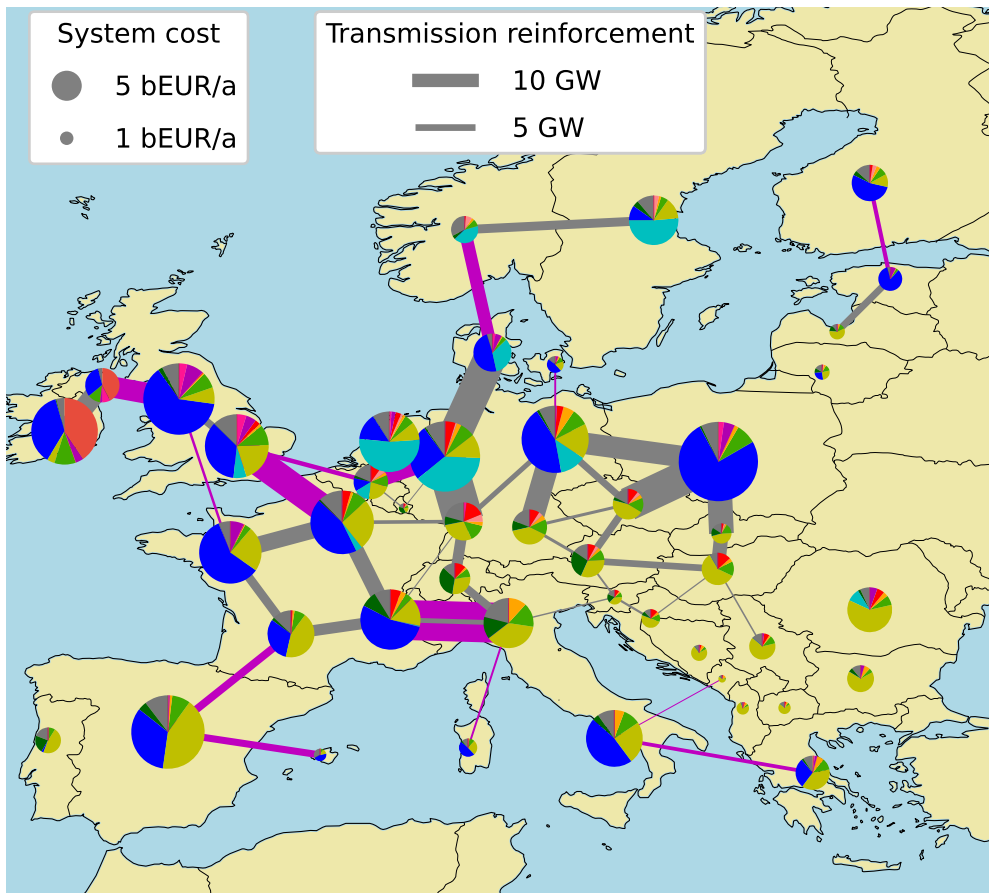 System cost
5 bEUR/a
1 bEUR/a
Transmission reinforcement
10 GW
5 GW